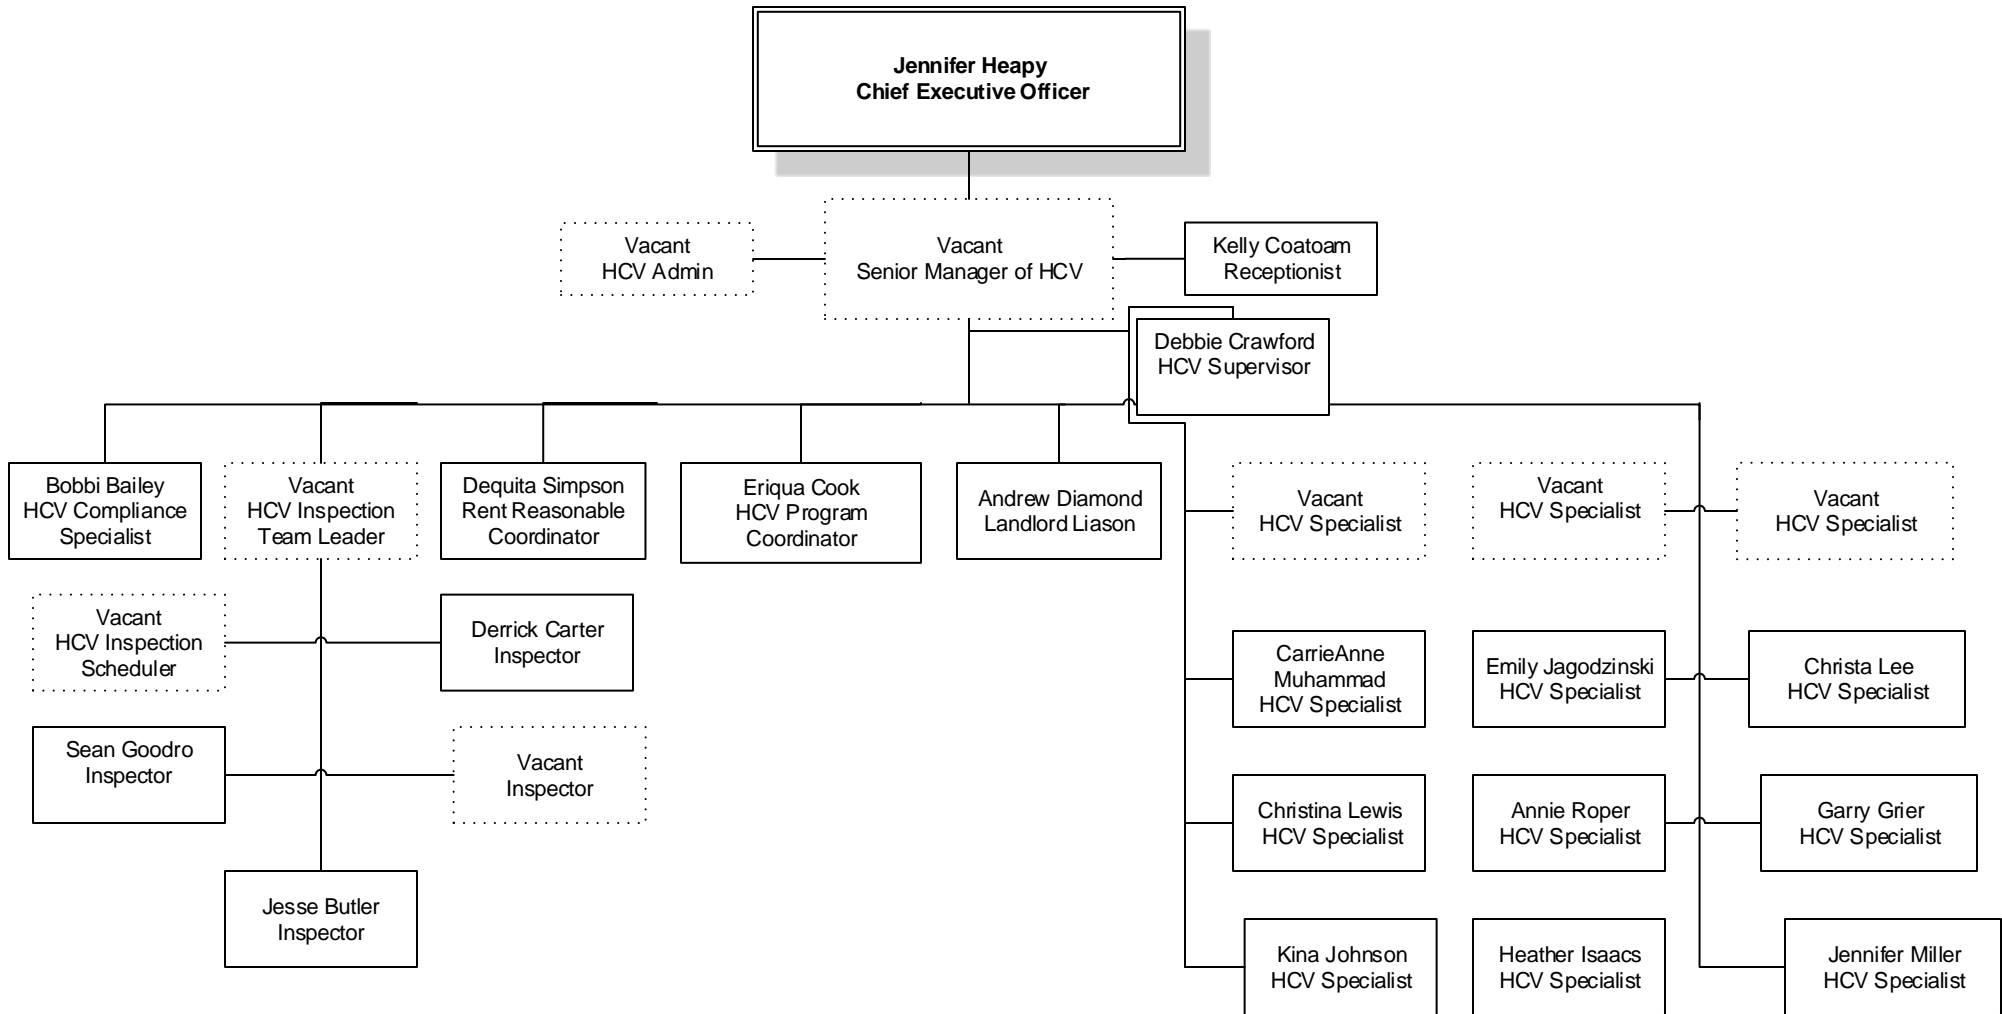 Jennifer Heapy
Chief Executive Officer
Vacant
HCV Admin
Vacant
Senior Manager of HCV
Kelly Coatoam
Receptionist
Debbie Crawford
HCV Supervisor
Bobbi Bailey
HCV Compliance
Specialist
Vacant
HCV Inspection
Team Leader
Dequita Simpson
Rent Reasonable
Coordinator
Eriqua Cook
HCV Program
Coordinator
Andrew Diamond
Landlord Liason
Vacant
HCV Specialist
Vacant
HCV Specialist
Vacant
HCV Specialist
Vacant
HCV Inspection
Scheduler
Derrick Carter
Inspector
CarrieAnne
Muhammad
HCV Specialist
Emily Jagodzinski
HCV Specialist
Christa Lee
HCV Specialist
Sean Goodro
Inspector
Vacant
Inspector
Christina Lewis
HCV Specialist
Annie Roper
HCV Specialist
Garry Grier
HCV Specialist
Jesse Butler
Inspector
Kina Johnson
HCV Specialist
Heather Isaacs
HCV Specialist
Jennifer Miller
HCV Specialist